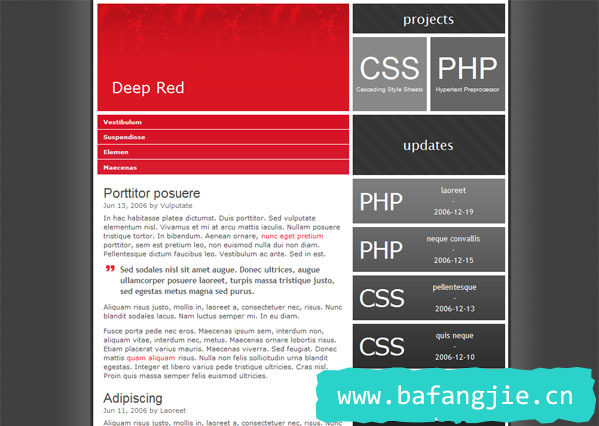 Deep Red
Vestibulum
Suspendisse
Elemen
Maecenas
Porttitor posuere
Jun 13, 2006 by Vulputate
In hac habitasse platea dictumst. Duis porttitor. Sed vulputate
elementum nisl. Vivamus et mi at arcu mattis iaculis. Nullam posuere
tristique tortor. In bibendum. Aenean ornare, nunc eget pretium
porttitor, sem est pretium leo, non euismod nulla dui non diam.
Pellentesque dictum faucibus leo. Vestibulum ac ante. Sed in est.
Sed sodales nisl sit amet augue. Donec ultrices, augue
ullamcorper posuere laoreet, turpis massa tristique justo,
sed egestas metus magna sed purus.
Aliquam risus justo, mollis in, laoreet a, consectetuer nec, risus. Nunc
blandit sodales lacus. Nam luctus semper mi. In eu diam.
Fusce porta pede nec eros. Maecenas ipsum sem, interdum non,
aliquam vitae, interdum nec, metus. Maecenas ornare lobortis risus.
Etiam placerat varius mauris. Maecenas viverra. Sed feugiat. Donec
mattis quam aliquam risus. Nulla non felis sollicitudin urna blandit
egestas. Integer et libero varius pede tristique ultricies. Cras nisl.
Proin quis massa semper felis euismod ultricies.
Adipiscing
Jun 11, 2006 by Laoreet
Aliquam risus justo, mollis in, laoreet a, consectetuer nec, risus. Nunc
projects
CSS
Cascading Style Sheets
PHP
Hypertext Preprocessor
updates
PHP
laoreet
-
2006-12-19
PHP
neque convallis
-
2006-12-15
CSS
pellentesque
-
2006-12-13
CSS
quis neque
-
2006-12-10
www.bafangjie.cn